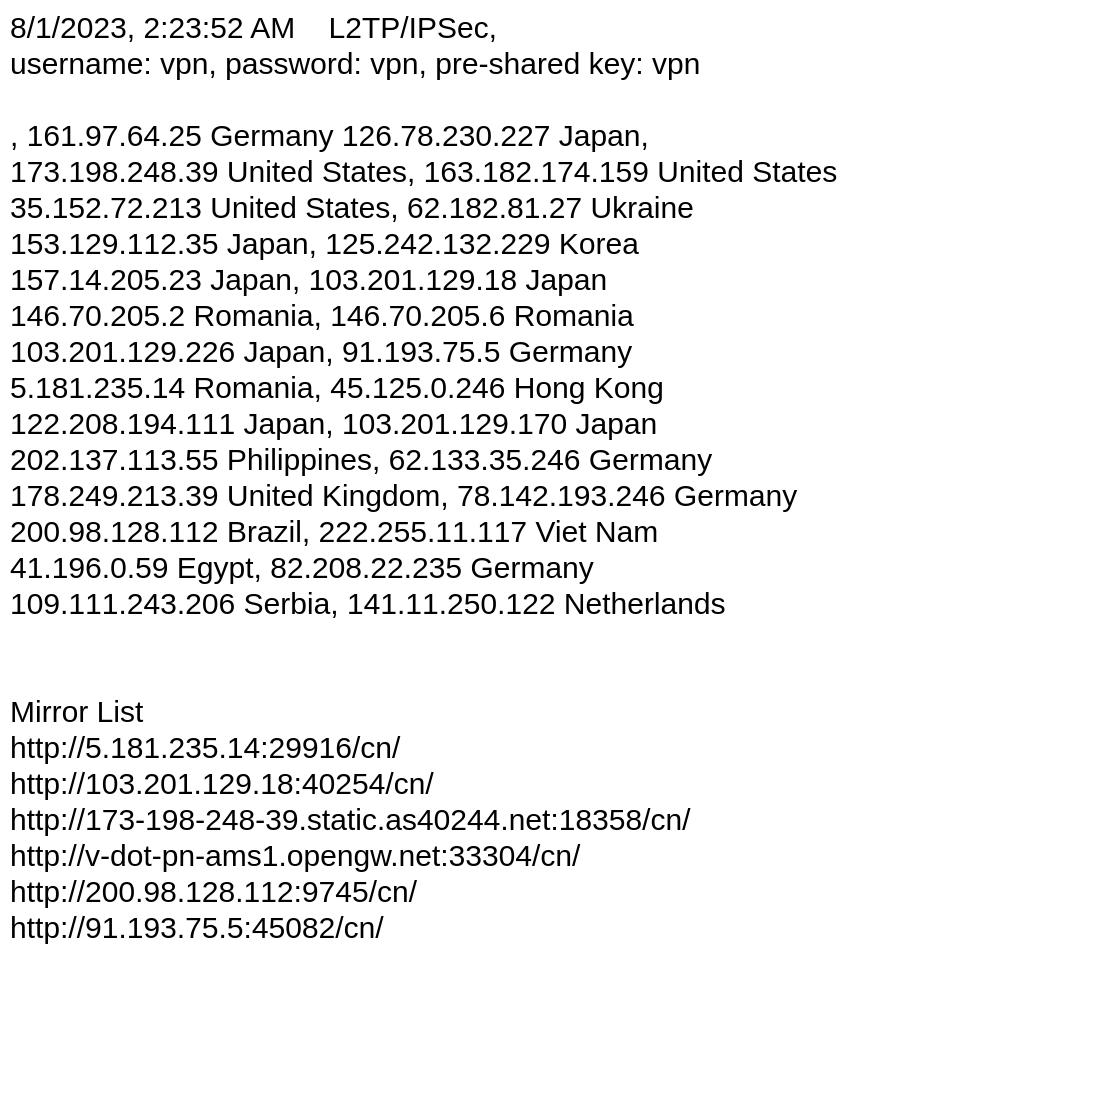 8/1/2023, 2:23:52 AM    L2TP/IPSec,
username: vpn, password: vpn, pre-shared key: vpn
, 161.97.64.25 Germany 126.78.230.227 Japan,
173.198.248.39 United States, 163.182.174.159 United States
35.152.72.213 United States, 62.182.81.27 Ukraine
153.129.112.35 Japan, 125.242.132.229 Korea
157.14.205.23 Japan, 103.201.129.18 Japan
146.70.205.2 Romania, 146.70.205.6 Romania
103.201.129.226 Japan, 91.193.75.5 Germany
5.181.235.14 Romania, 45.125.0.246 Hong Kong
122.208.194.111 Japan, 103.201.129.170 Japan
202.137.113.55 Philippines, 62.133.35.246 Germany
178.249.213.39 United Kingdom, 78.142.193.246 Germany
200.98.128.112 Brazil, 222.255.11.117 Viet Nam
41.196.0.59 Egypt, 82.208.22.235 Germany
109.111.243.206 Serbia, 141.11.250.122 Netherlands
Mirror List
http://5.181.235.14:29916/cn/
http://103.201.129.18:40254/cn/
http://173-198-248-39.static.as40244.net:18358/cn/
http://v-dot-pn-ams1.opengw.net:33304/cn/
http://200.98.128.112:9745/cn/
http://91.193.75.5:45082/cn/